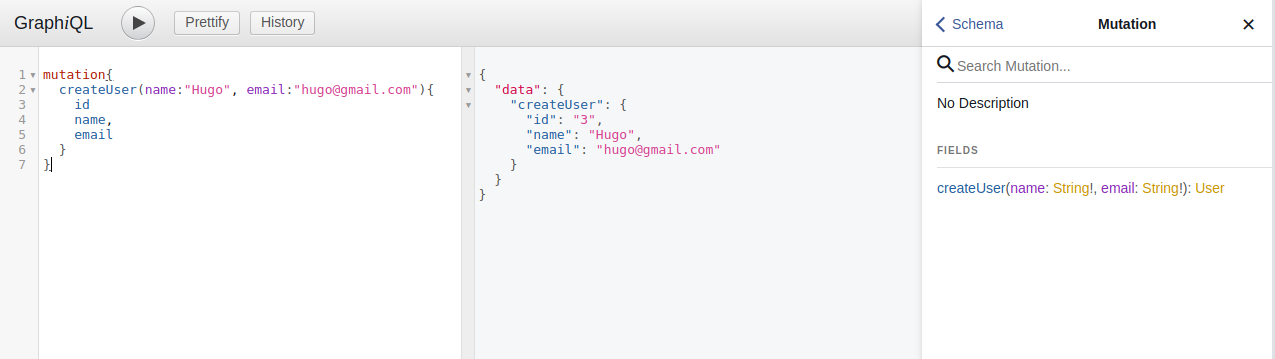 GraphiQL Prettify History
1 mutation{
2 createUser(name:"Hugo", email:"hugo@gmail.com"){
3 id
4 name,
5 email
6 }
7 }
{
"data": {
"createUser": {
"id": "3",
"name": "Hugo",
"email": "hugo@gmail.com"
}
}
}
Schema Mutation ✕
Search Mutation...
No Description
FIELDS
createUser(name: String!, email: String!): User